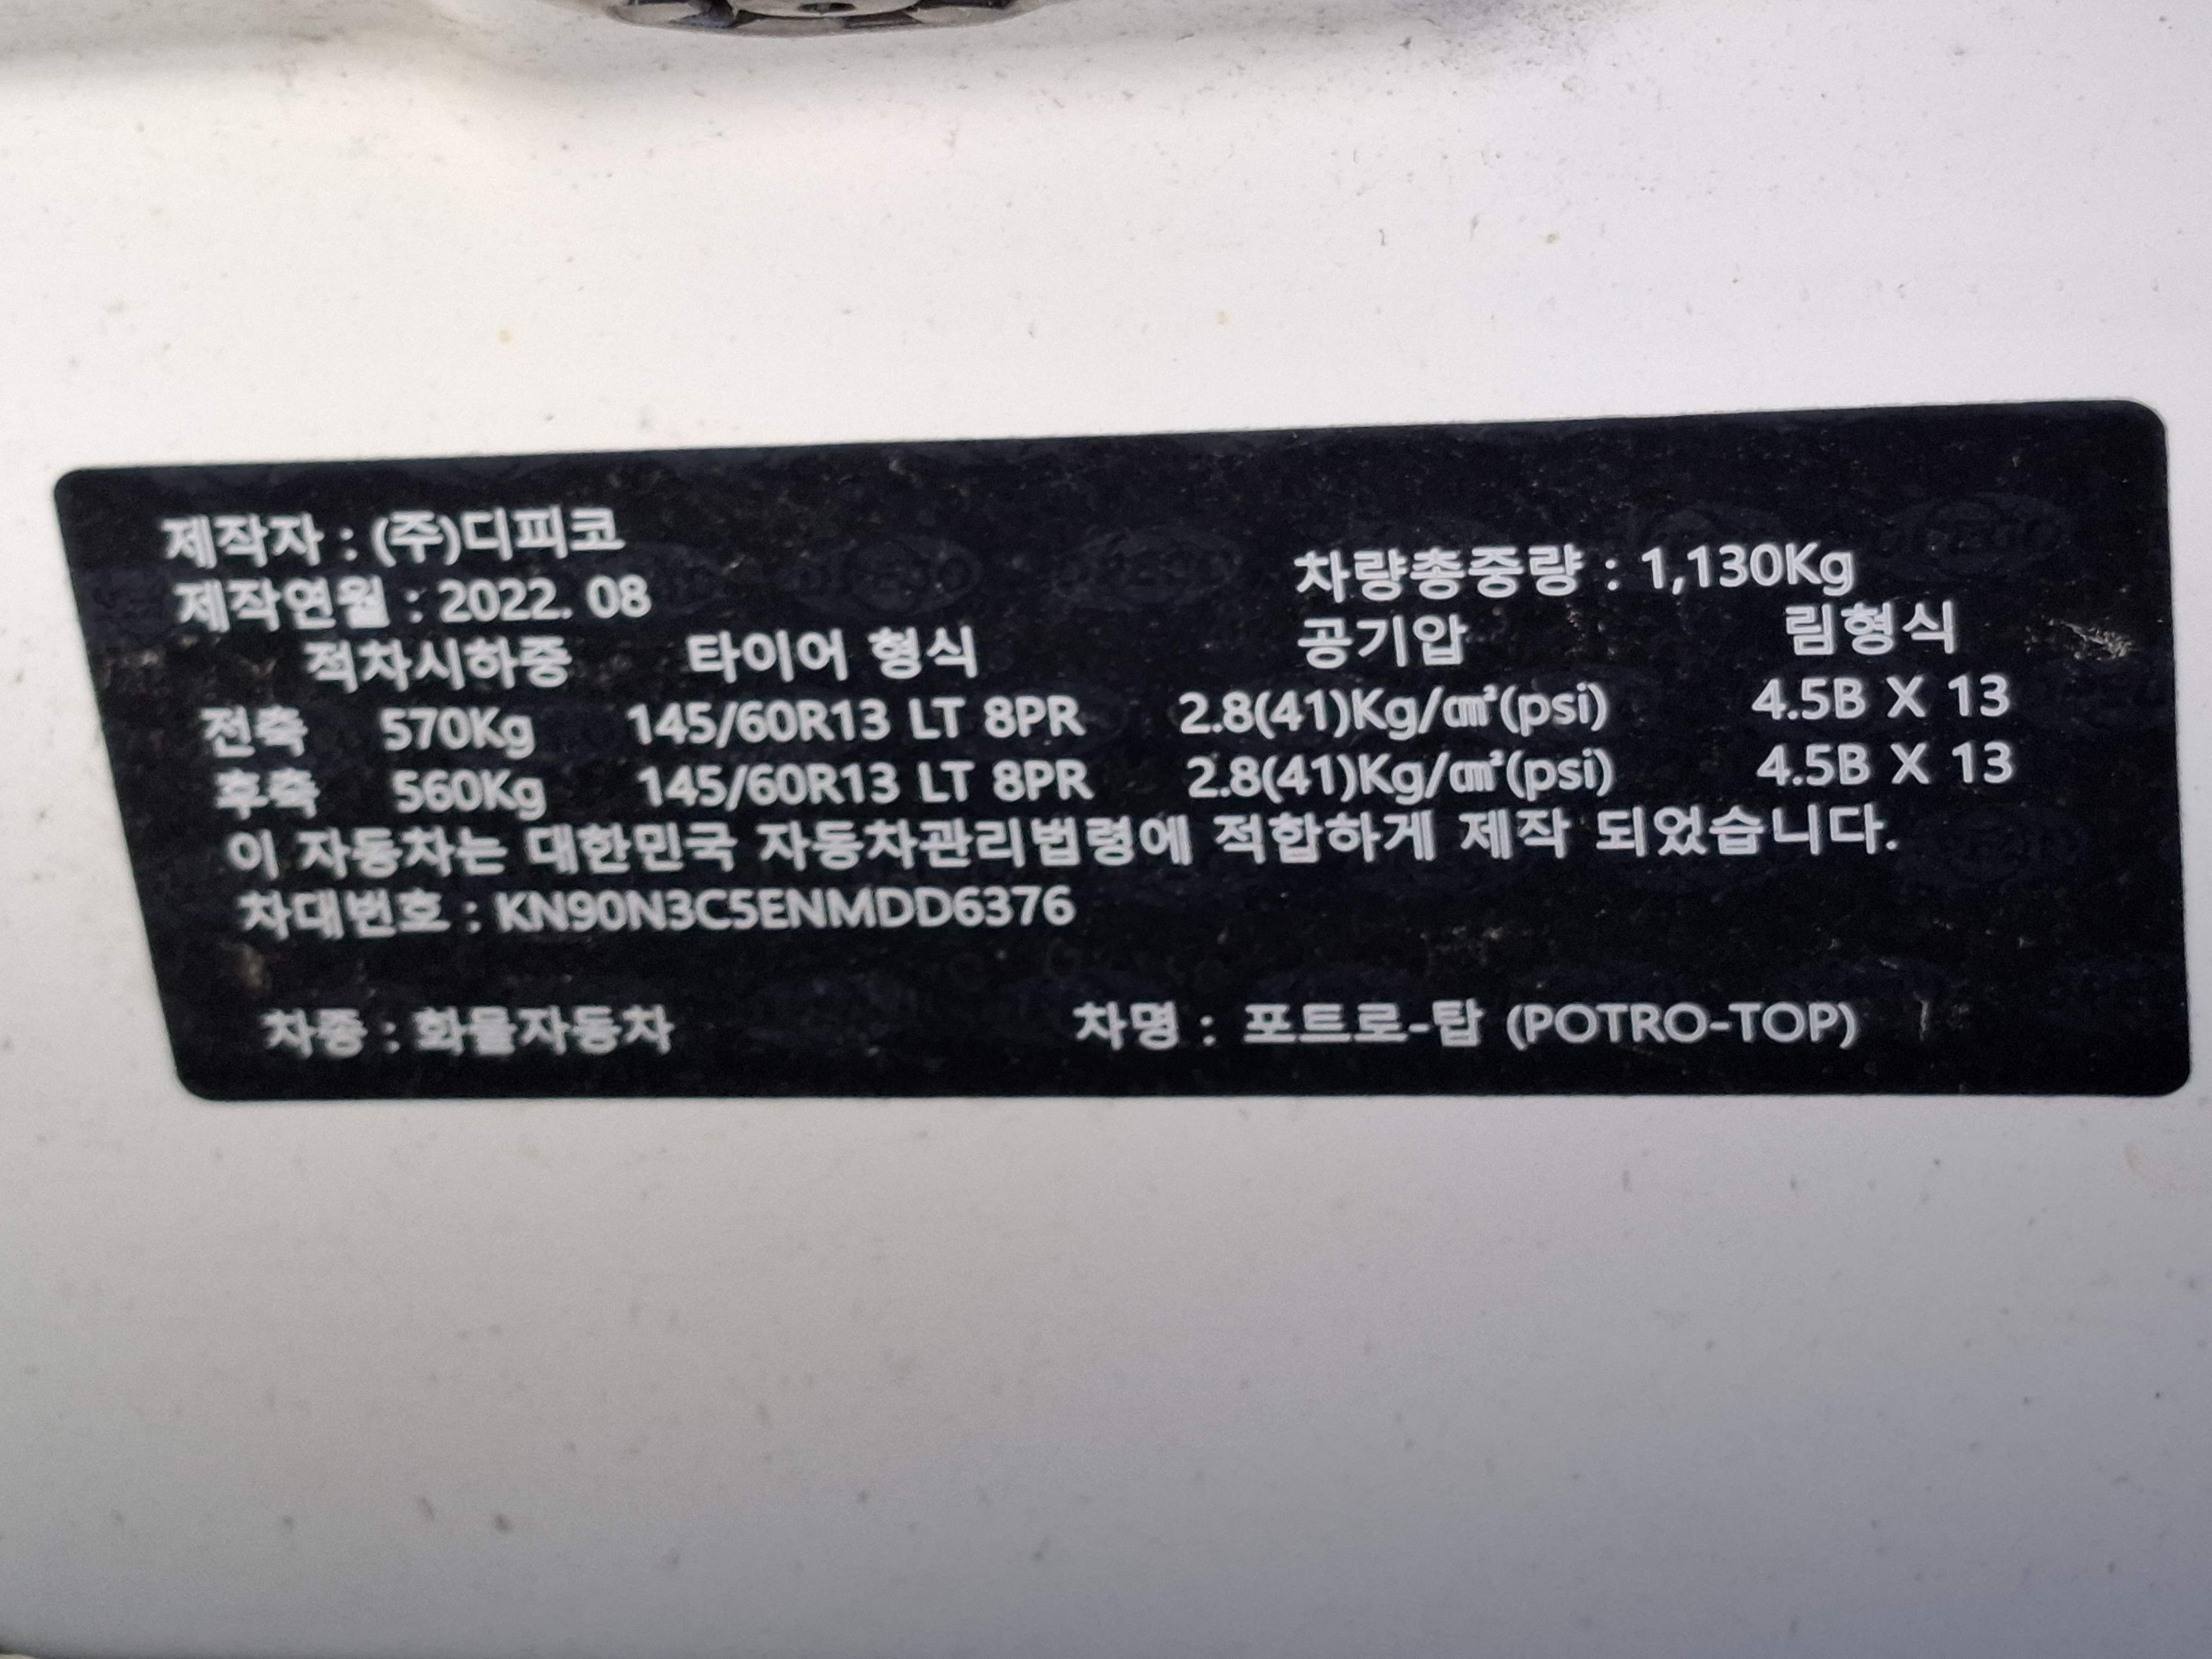 제작자 : (주)디피코
제작연월 : 2022. 08 차량총중량 : 1,130Kg
적차시하중 타이어 형식 공기압 림형식
전축 570Kg 145/60R13 LT 8PR 2.8(41)Kg/㎠(psi) 4.5B X 13
후축 560Kg 145/60R13 LT 8PR 2.8(41)Kg/㎠(psi) 4.5B X 13
이 자동차는 대한민국 자동차관리법령에 적합하게 제작 되었습니다.
차대번호 : KN90N3C5ENMDD6376
차종 : 화물자동차 차명 : 포트로-탑 (POTRO-TOP)